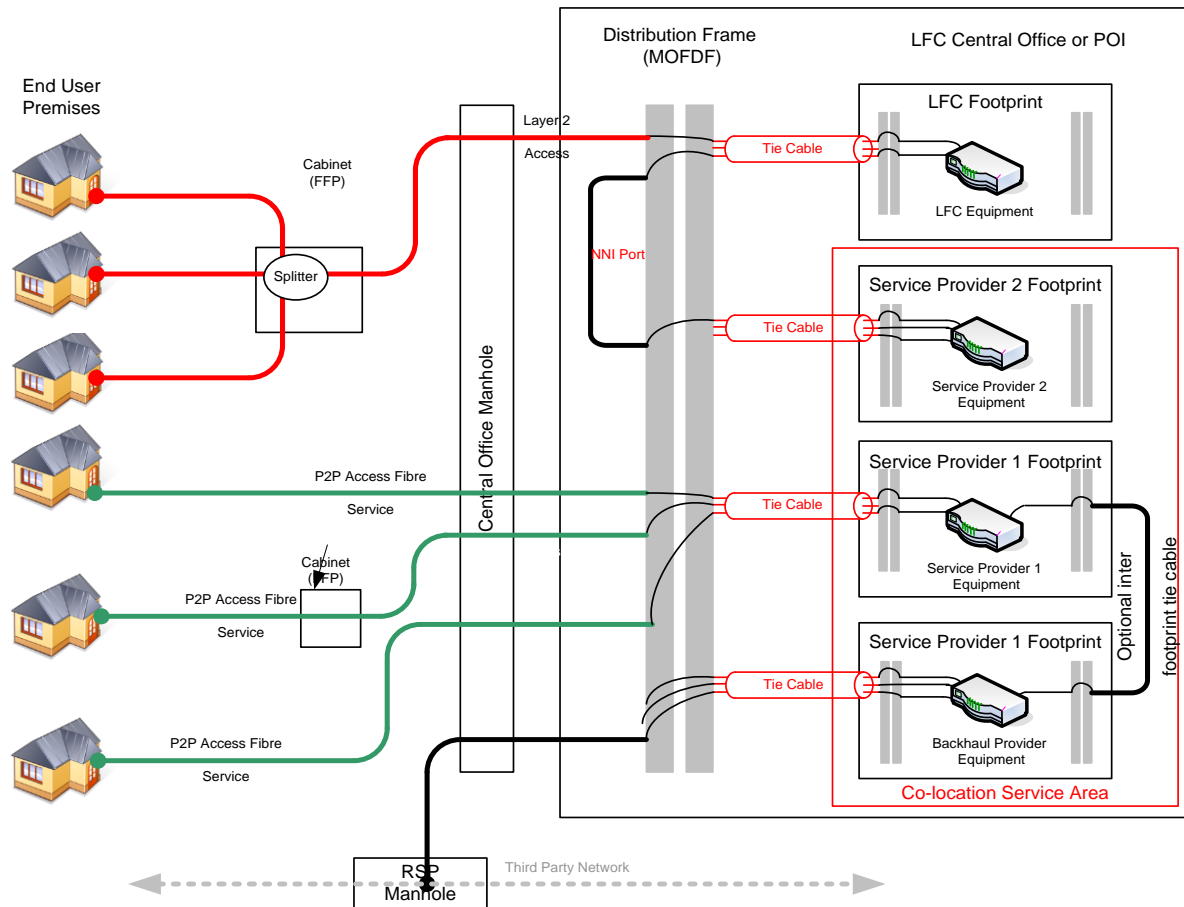 Distribution Frame
(MOFDF)
LFC Central Office or POI
End User
Premises
LFC Footprint
Layer 2
Access
Tie Cable
Cabinet
(FFP)
LFC Equipment
Splitter
NNI Port
Service Provider 2 Footprint
Tie Cable
Service Provider 2
Equipment
Central Office Manhole
Service Provider 1 Footprint
P2P Access Fibre
Service
Tie Cable
Service Provider 1
Equipment
Cabinet
(FFP)
P2P Access Fibre
Service
Optional inter
footprint tie cable
Service Provider 1 Footprint
Tie Cable
P2P Access Fibre
Service
Backhaul Provider
Equipment
Co-location Service Area
RSP
Manhole
Third Party Network